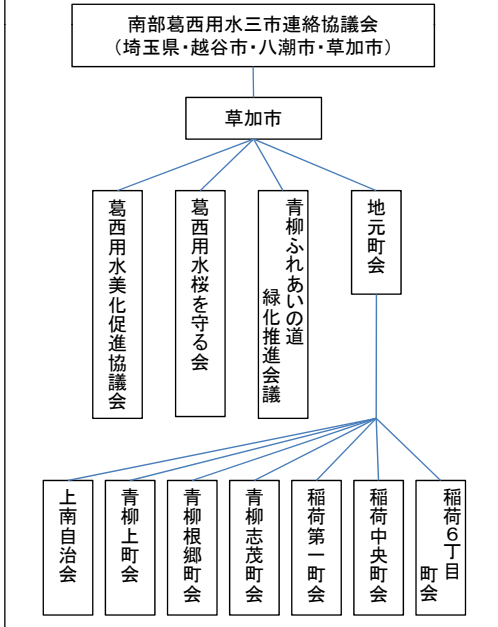 南部葛西用水三市連絡協議会
（埼玉県・越谷市・八潮市・草加市）
草加市
葛西用水美化促進協議会
葛西用水桜を守る会
青柳ふれあいの道
緑化推進会議
地元町会
上南自治会
青柳上町会
青柳根郷町会
青柳志茂町会
稲荷第一町会
稲荷中央町会
稲荷６丁目
町会